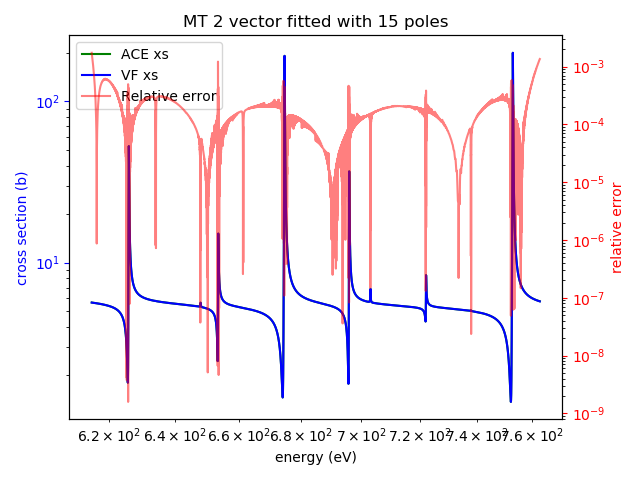 MT 2 vector fitted with 15 poles
ACE xs
VF xs
Relative error
cross section (b)
10²
10¹
relative error
10⁻³
10⁻⁴
10⁻⁵
10⁻⁶
10⁻⁷
10⁻⁸
10⁻⁹
6.2 × 10² 6.4 × 10² 6.6 × 10² 6.8 × 10² 7 × 10² 7.2 × 10² 7.4 × 10² 7.6 × 10²
energy (eV)